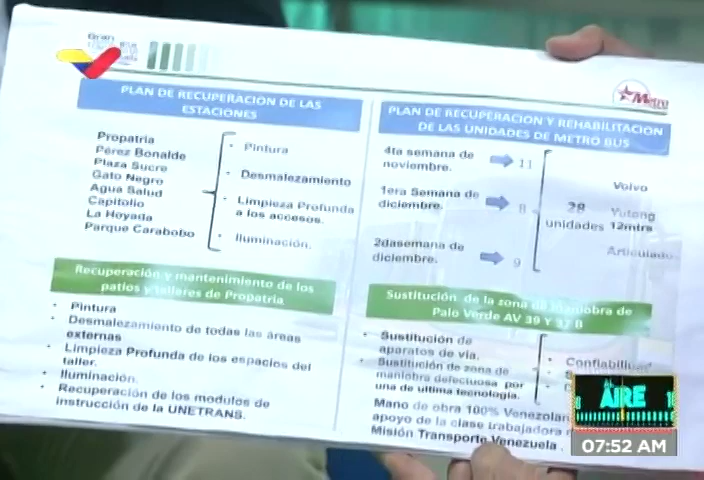 Gran
PLAN DE RECUPERACION DE LAS
ESTACIONES
Propatria
Pérez Bonalde
Plaza Sucre
Gato Negro
Agua Salud
Capitolio
La Hoyada
Parque Carabobo
• Pintura
• Desmalezamiento
• Limpieza Profunda
a los accesos.
• Iluminación.
Recuperación y mantenimiento de los
patios y talleres de Propatria
• Pintura
• Desmalezamiento de todas las áreas
externas
• Limpieza Profunda de los espacios del
taller.
• Iluminación.
• Recuperación de los modulos de
instrucción de la UNETRANS.
Metro
PLAN DE RECUPERACION Y REHABILITACION
DE LAS UNIDADES DE METRO BUS
4ta semana de
noviembre.
11
1era Semana de
diciembre.
8
2dasemana de
diciembre.
9
28
unidades
Volvo
Yutong
12mtrs
Articulado
Sustitución de la zona de maniobra de
Palo Verde AV 39 Y 37 B
• Sustitución de
aparatos de vía.
• Sustitución de zona de
maniobra defectuosa por
una de ultima tecnología.
• Confiabilidad
Mano de obra 100% Venezolan
apoyo de la clase trabajadora
Misión Transporte Venezuela.
AL
AIRE
07:52 AM